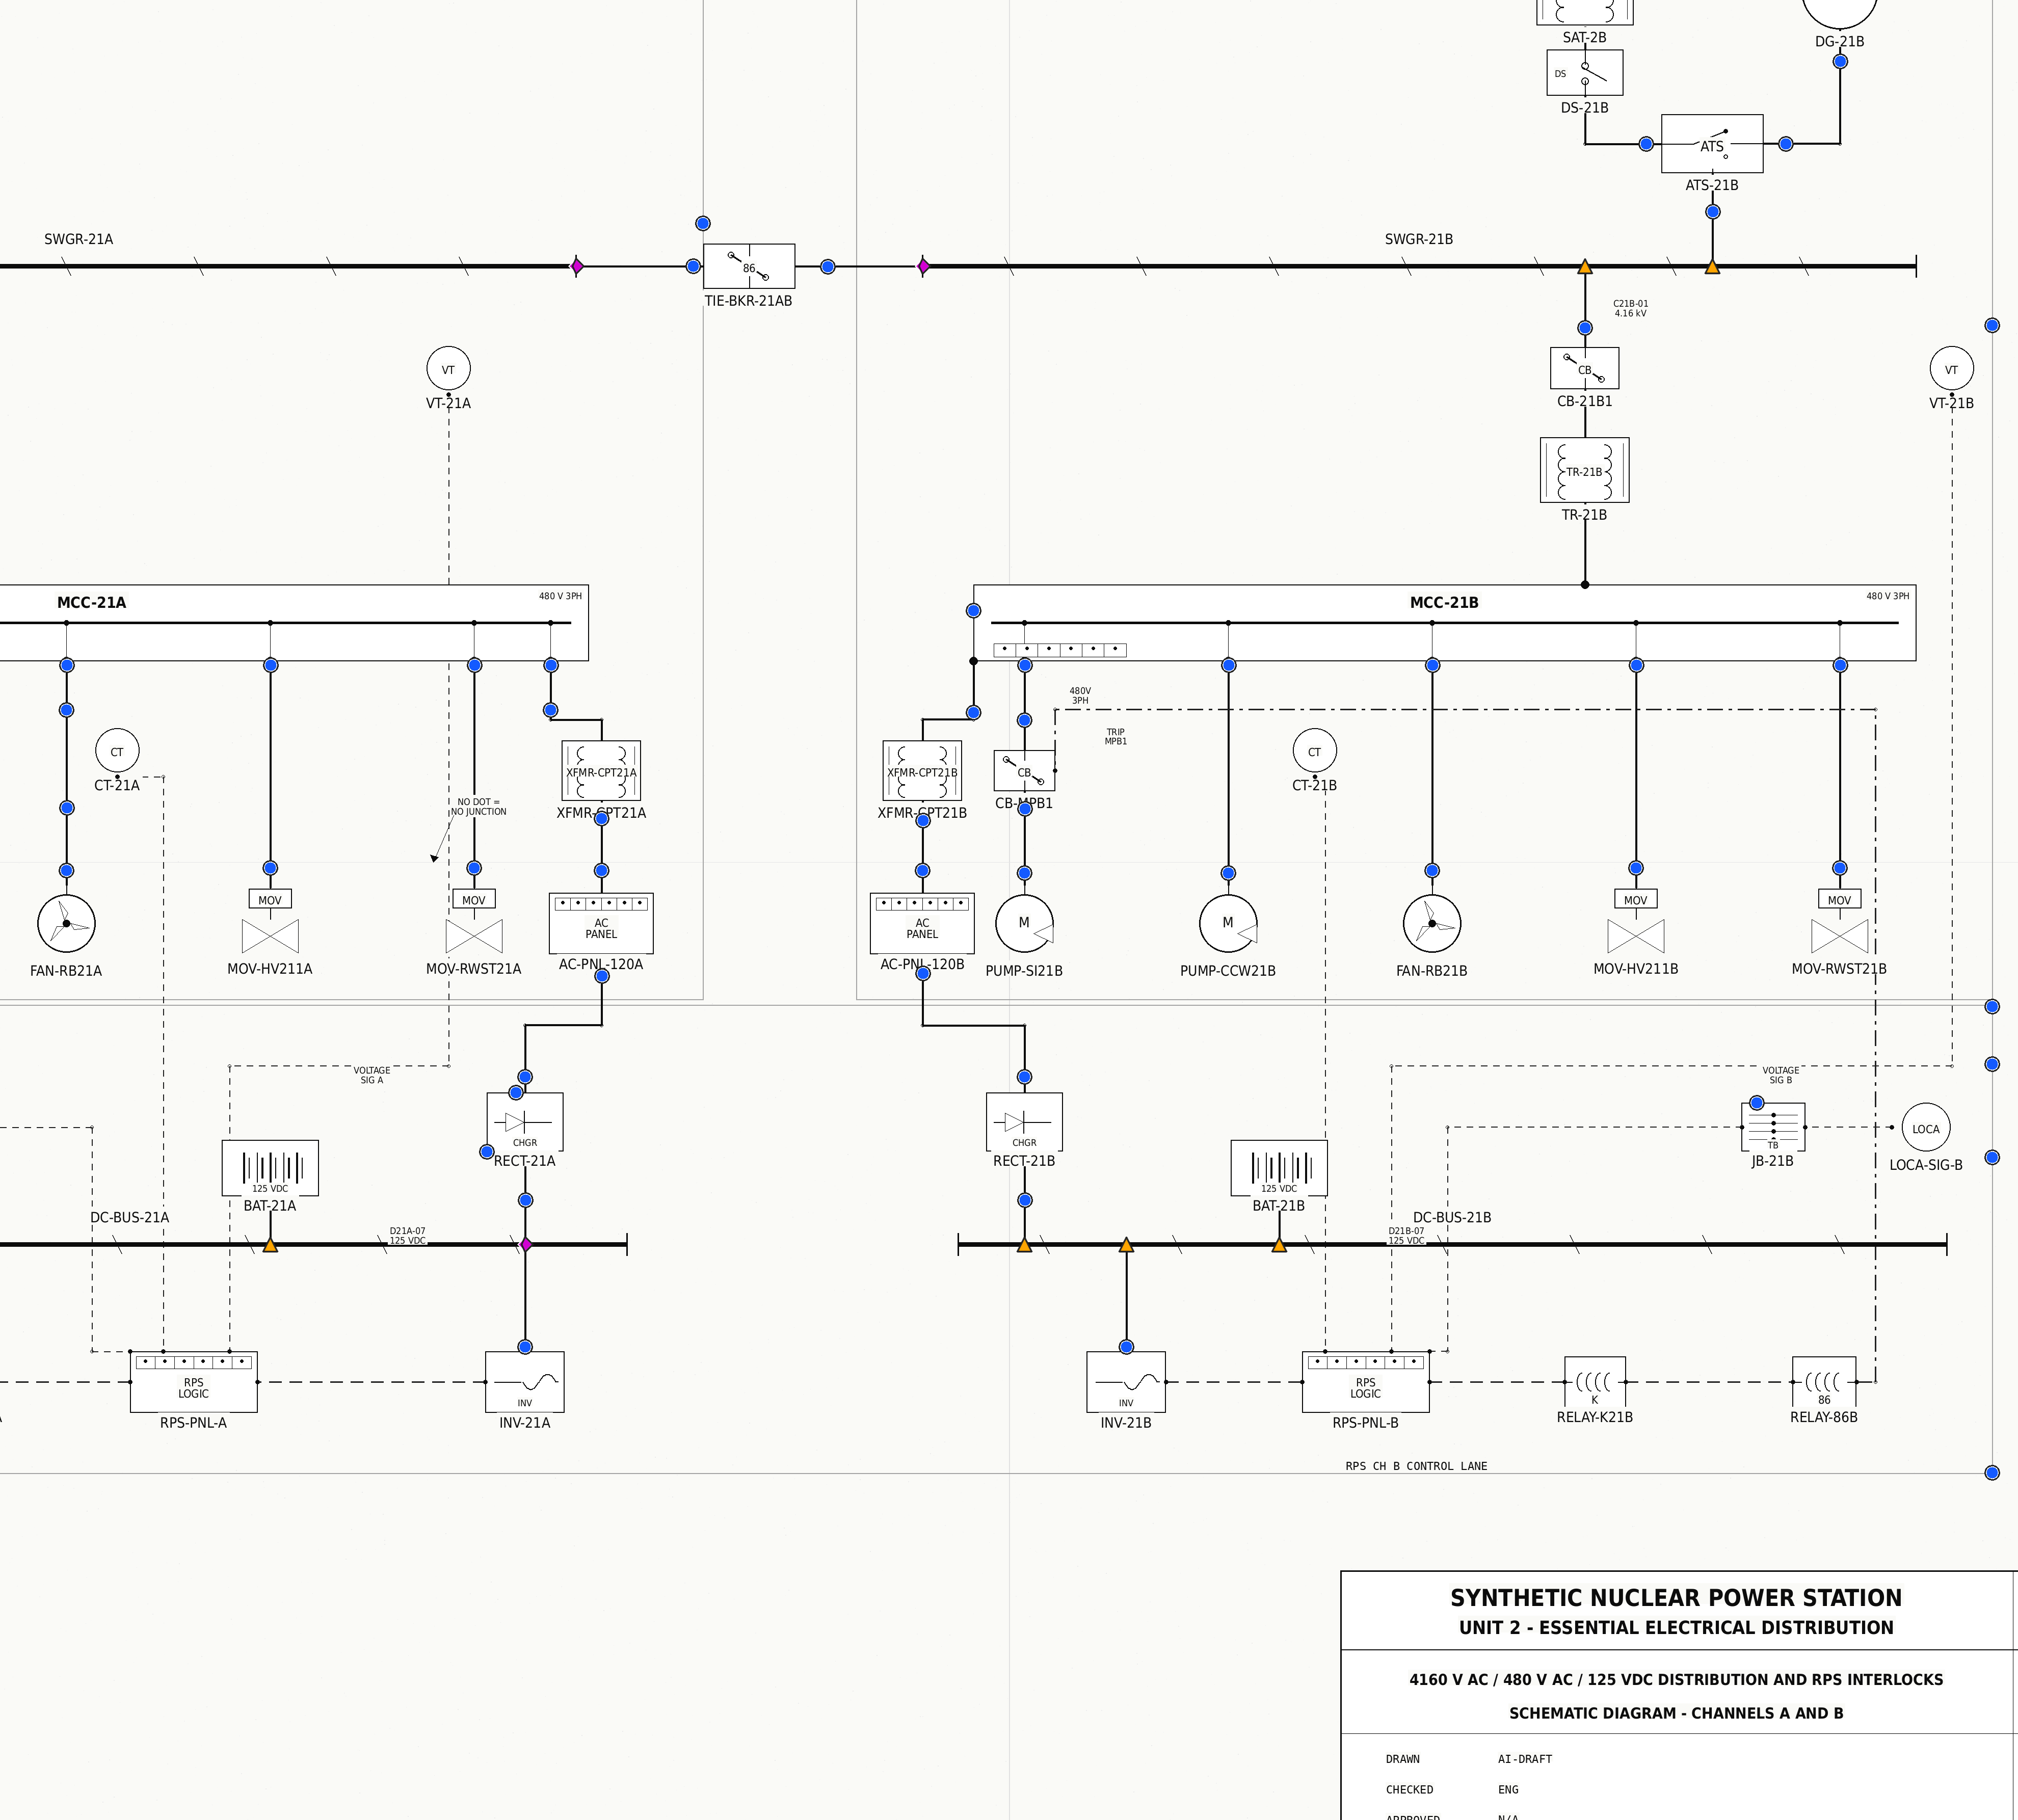 SAT-2B
DG-21B
DS
DS-21B
ATS
ATS-21B
SWGR-21A
SWGR-21B
86
TIE-BKR-21AB
C21B-01
4.16 kV
VT
VT-21A
CB
CB-21B1
VT
VT-21B
TR-21B
TR-21B
MCC-21A
480 V 3PH
MCC-21B
480 V 3PH
480V
3PH
TRIP
MPB1
CT
CT-21A
XFMR-CPT21A
XFMR-CPT21A
XFMR-CPT21B
XFMR-CPT21B
CB
CB-MPB1
CT
CT-21B
NO DOT =
NO JUNCTION
MOV
MOV
AC
PANEL
AC
PANEL
M
M
MOV
MOV
FAN-RB21A
MOV-HV211A
MOV-RWST21A
AC-PNL-120A
AC-PNL-120B
PUMP-SI21B
PUMP-CCW21B
FAN-RB21B
MOV-HV211B
MOV-RWST21B
VOLTAGE
SIG A
VOLTAGE
SIG B
CHGR
RECT-21A
CHGR
RECT-21B
TB
JB-21B
LOCA
LOCA-SIG-B
125 VDC
BAT-21A
125 VDC
BAT-21B
DC-BUS-21A
D21A-07
125 VDC
DC-BUS-21B
D21B-07
125 VDC
RPS
LOGIC
RPS-PNL-A
INV
INV-21A
INV
INV-21B
RPS
LOGIC
RPS-PNL-B
K
RELAY-K21B
86
RELAY-86B
RPS CH B CONTROL LANE
SYNTHETIC NUCLEAR POWER STATION
UNIT 2 - ESSENTIAL ELECTRICAL DISTRIBUTION
4160 V AC / 480 V AC / 125 VDC DISTRIBUTION AND RPS INTERLOCKS
SCHEMATIC DIAGRAM - CHANNELS A AND B
DRAWN AI-DRAFT
CHECKED ENG
APPROVED N/A